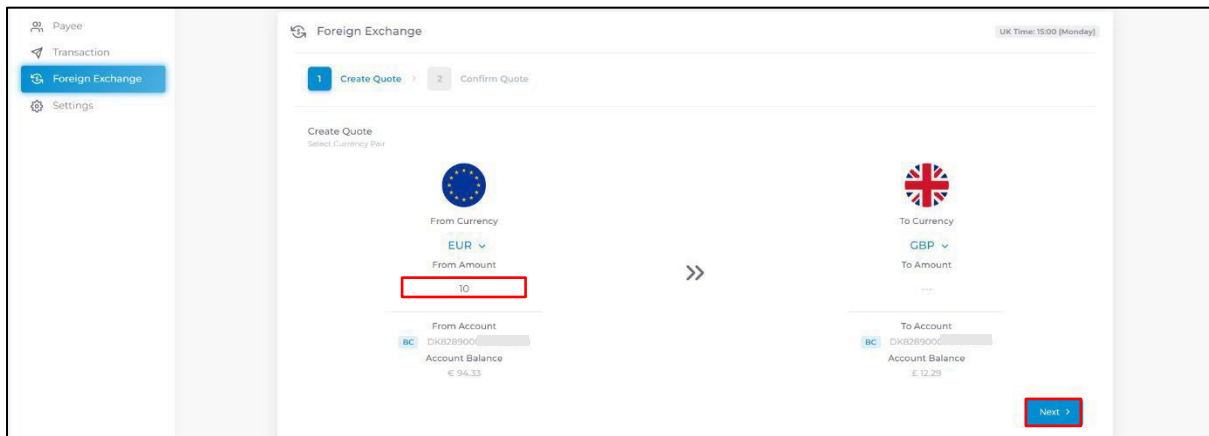 Payee
Transaction
Foreign Exchange
Settings
Foreign Exchange
UK Time: 15:00 (Monday)
1 Create Quote > 2 Confirm Quote
Create Quote
Select Currency Pair
From Currency
EUR
From Amount
10
From Account
BC DK828900
Account Balance
€ 94.33
To Currency
GBP
To Amount
----
To Account
BC DK828900
Account Balance
£ 12.29
Next >